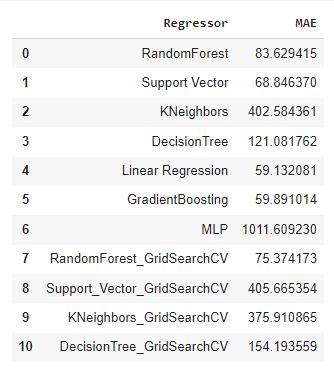 Regressor MAE
0 RandomForest 83.629415
1 Support Vector 68.846370
2 KNeighbors 402.584361
3 DecisionTree 121.081762
4 Linear Regression 59.132081
5 GradientBoosting 59.891014
6 MLP 1011.609230
7 RandomForest_GridSearchCV 75.374173
8 Support_Vector_GridSearchCV 405.665354
9 KNeighbors_GridSearchCV 375.910865
10 DecisionTree_GridSearchCV 154.193559